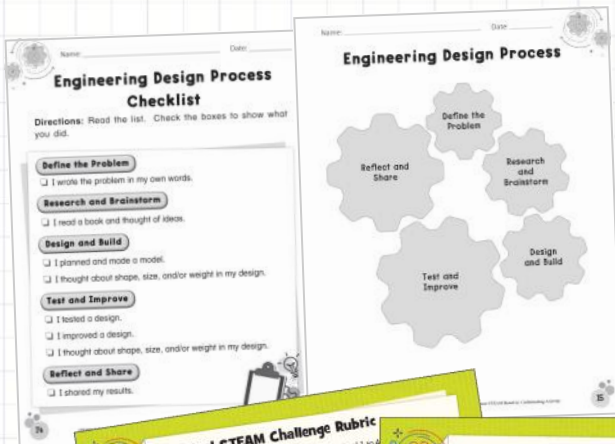 Name: Date:
Engineering Design Process
Checklist
Directions: Read the list. Check the boxes to show what
you did.
Define the Problem
I wrote the problem in my own words.
Research and Brainstorm
I read a book and thought of ideas.
Design and Build
I planned and made a model.
I thought about shape, size, and/or weight in my design.
Test and Improve
I tested a design.
I improved a design.
I thought about shape, size, and/or weight in my design.
Reflect and Share
I shared my results.
Name: Date:
Engineering Design Process
Define the
Problem
Research
and
Brainstorm
Design
and Build
Test and
Improve
Reflect and
Share
15
STEAM Challenge Rubric